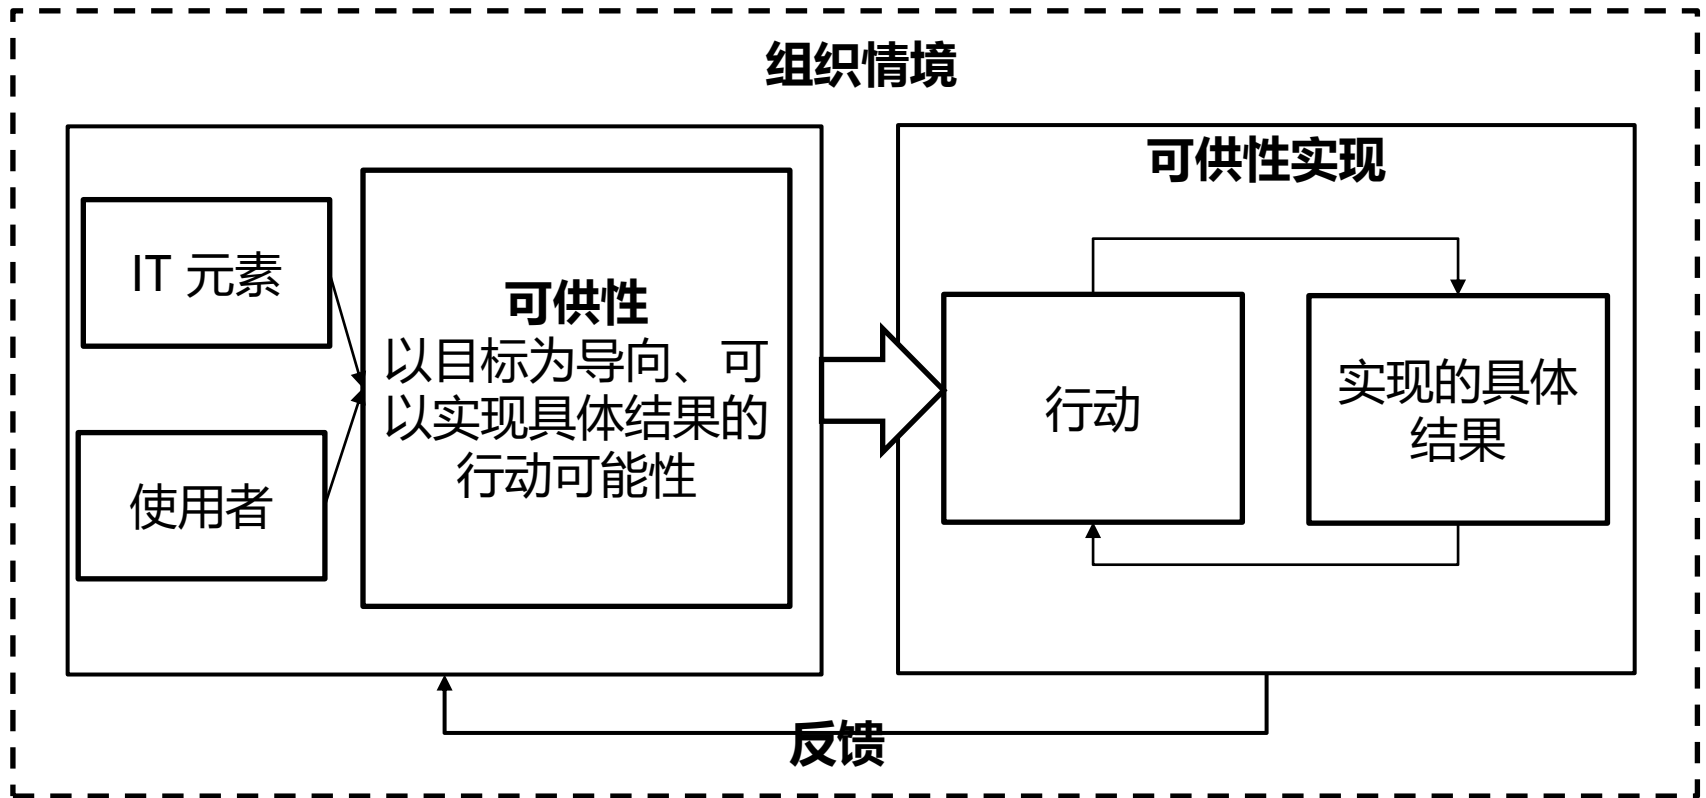 组织情境
IT 元素
使用者
可供性
以目标为导向、可
以实现具体结果的
行动可能性
可供性实现
行动
实现的具体
结果
反馈